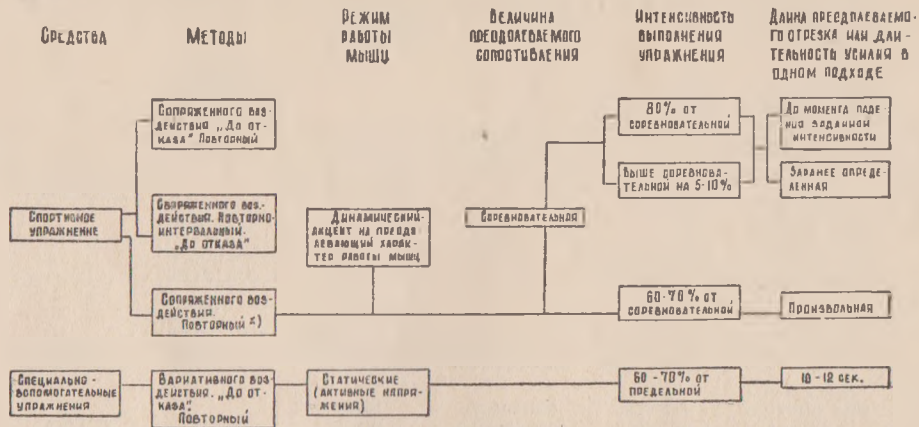 СРЕДСТВА
МЕТОДЫ
РЕЖИМ
РАБОТЫ
МЫШЦ
ВЕЛИЧИНА
ПРЕОДОЛЕВАЕМОГО
СОПРОТИВЛЕНИЯ
ИНТЕНСИВНОСТЬ
ВЫПОЛНЕНИЯ
УПРАЖНЕНИЯ
ДЛИНА ПРЕОДОЛЕВАЕМО-
ГО ОТРЕЗКА ИЛИ ДЛИ-
ТЕЛЬНОСТЬ УСИЛИЯ В
ОДНОМ ПОДХОДЕ
СПОРТИВНОЕ
УПРАЖНЕНИЕ
СОПРЯЖЕННОГО ВОЗ-
ДЕЙСТВИЯ „ДО ОТ-
КАЗА" ПОВТОРНЫЙ
СОПРЯЖЕННОГО ВОЗ-
ДЕЙСТВИЯ. ПОВТОРНО-
ИНТЕРВАЛЬНЫЙ.
„ДО ОТКАЗА"
СОПРЯЖЕННОГО ВОЗ-
ДЕЙСТВИЯ.
ПОВТОРНЫЙ х)
ДИНАМИЧЕСКИЙ-
АКЦЕНТ НА ПРЕОДО-
ЛЕВАЮЩИЙ ХАРАК-
ТЕР РАБОТЫ МЫШЦ
СОРЕВНОВАТЕЛЬНАЯ
80% ОТ
СОРЕВНОВАТЕЛЬНОЙ
ВЫШЕ СОРЕВНОВА-
ТЕЛЬНОЙ НА 5-10%
60-70% ОТ
СОРЕВНОВАТЕЛЬНОЙ
ДО МОМЕНТА ПАДЕ-
НИЯ ЗАДАННОЙ
ИНТЕНСИВНОСТИ
ЗАРАНЕЕ ОПРЕДЕ-
ЛЕННАЯ
ПРОИЗВОЛЬНАЯ
СПЕЦИАЛЬНО-
ВСПОМОГАТЕЛЬНЫЕ
УПРАЖНЕНИЯ
ВАРИАТИВНОГО ВОЗ-
ДЕЙСТВИЯ. „ДО ОТ-
КАЗА".
ПОВТОРНЫЙ
СТАТИЧЕСКИЕ
(АКТИВНЫЕ НАПРЯ-
ЖЕНИЯ)
60-70% ОТ
ПРЕДЕЛЬНОЙ
10-12 СЕК.